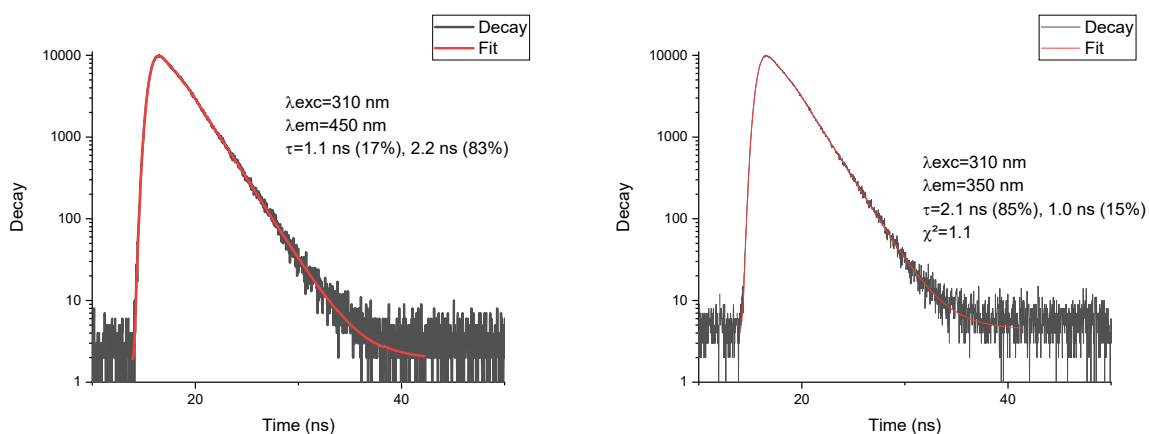 Decay
Fit
10000
1000
100
10
1
λexc=310 nm
λem=450 nm
τ=1.1 ns (17%), 2.2 ns (83%)
Decay
20
40
Time (ns)
Decay
Fit
10000
1000
100
10
1
λexc=310 nm
λem=350 nm
τ=2.1 ns (85%), 1.0 ns (15%)
χ²=1.1
Decay
20
40
Time (ns)